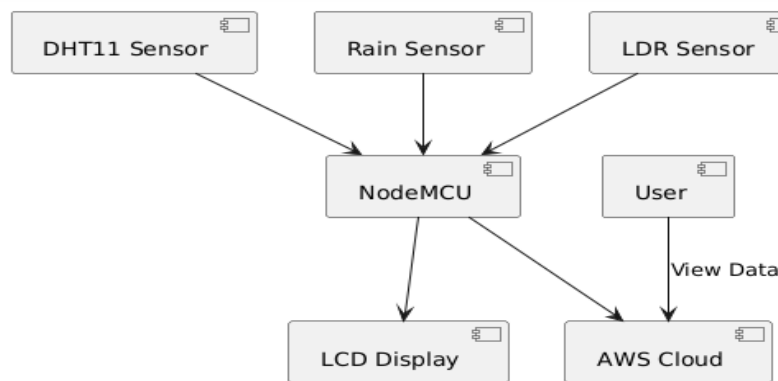 DHT11 Sensor
Rain Sensor
LDR Sensor
NodeMCU
User
View Data
LCD Display
AWS Cloud